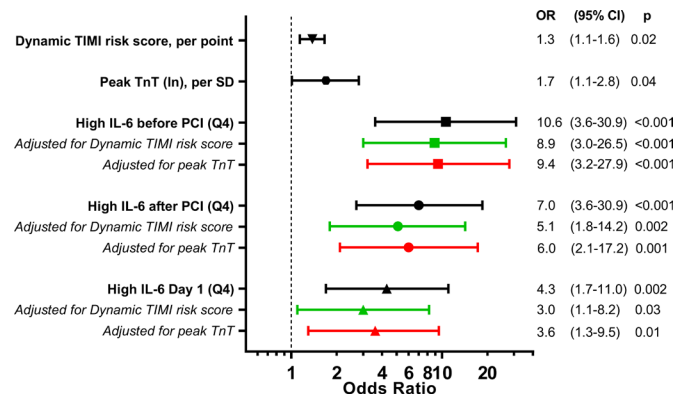 OR (95% CI) p
Dynamic TIMI risk score, per point 1.3 (1.1-1.6) 0.02
Peak TnT (ln), per SD 1.7 (1.1-2.8) 0.04
High IL-6 before PCI (Q4) 10.6 (3.6-30.9) <0.001
Adjusted for Dynamic TIMI risk score 8.9 (3.0-26.5) <0.001
Adjusted for peak TnT 9.4 (3.2-27.9) <0.001
High IL-6 after PCI (Q4) 7.0 (3.6-30.9) <0.001
Adjusted for Dynamic TIMI risk score 5.1 (1.8-14.2) 0.002
Adjusted for peak TnT 6.0 (2.1-17.2) 0.001
High IL-6 Day 1 (Q4) 4.3 (1.7-11.0) 0.002
Adjusted for Dynamic TIMI risk score 3.0 (1.1-8.2) 0.03
Adjusted for peak TnT 3.6 (1.3-9.5) 0.01
1 2 4 6 8 10 20
Odds Ratio